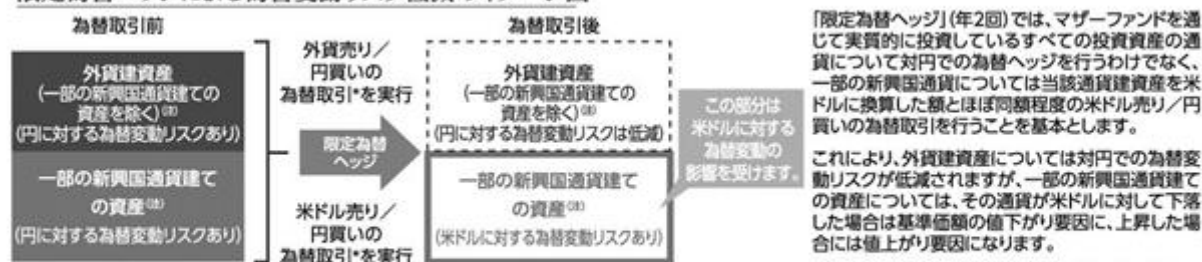 為替取引前
外貨建資産
(一部の新興国通貨建ての
資産を除く)(注)
(円に対する為替変動リスクあり)
一部の新興国通貨建て
の資産(注)
(円に対する為替変動リスクあり)
外貨売り/
円買いの
為替取引*を実行
限定為替
ヘッジ
米ドル売り/
円買いの
為替取引*を実行
為替取引後
外貨建資産
(一部の新興国通貨建ての
資産を除く)(注)
(円に対する為替変動リスクは低減)
一部の新興国通貨建て
の資産(注)
(米ドルに対する為替変動リスクあり)
この部分は
米ドルに対する
為替変動の
影響を受けます。
「限定為替ヘッジ」(年2回)では、マザーファンドを通
じて実質的に投資しているすべての投資資産の通
貨について対円での為替ヘッジを行うわけでなく、
一部の新興国通貨については当該通貨建資産を米
ドルに換算した額とほぼ同額程度の米ドル売り/円
買いの為替取引を行うことを基本とします。
これにより、外貨建資産については対円での為替変
動リスクが低減されますが、一部の新興国通貨建て
の資産については、その通貨が米ドルに対して下落
した場合は基準価額の値下がり要因に、上昇した場
合には値上がり要因になります。